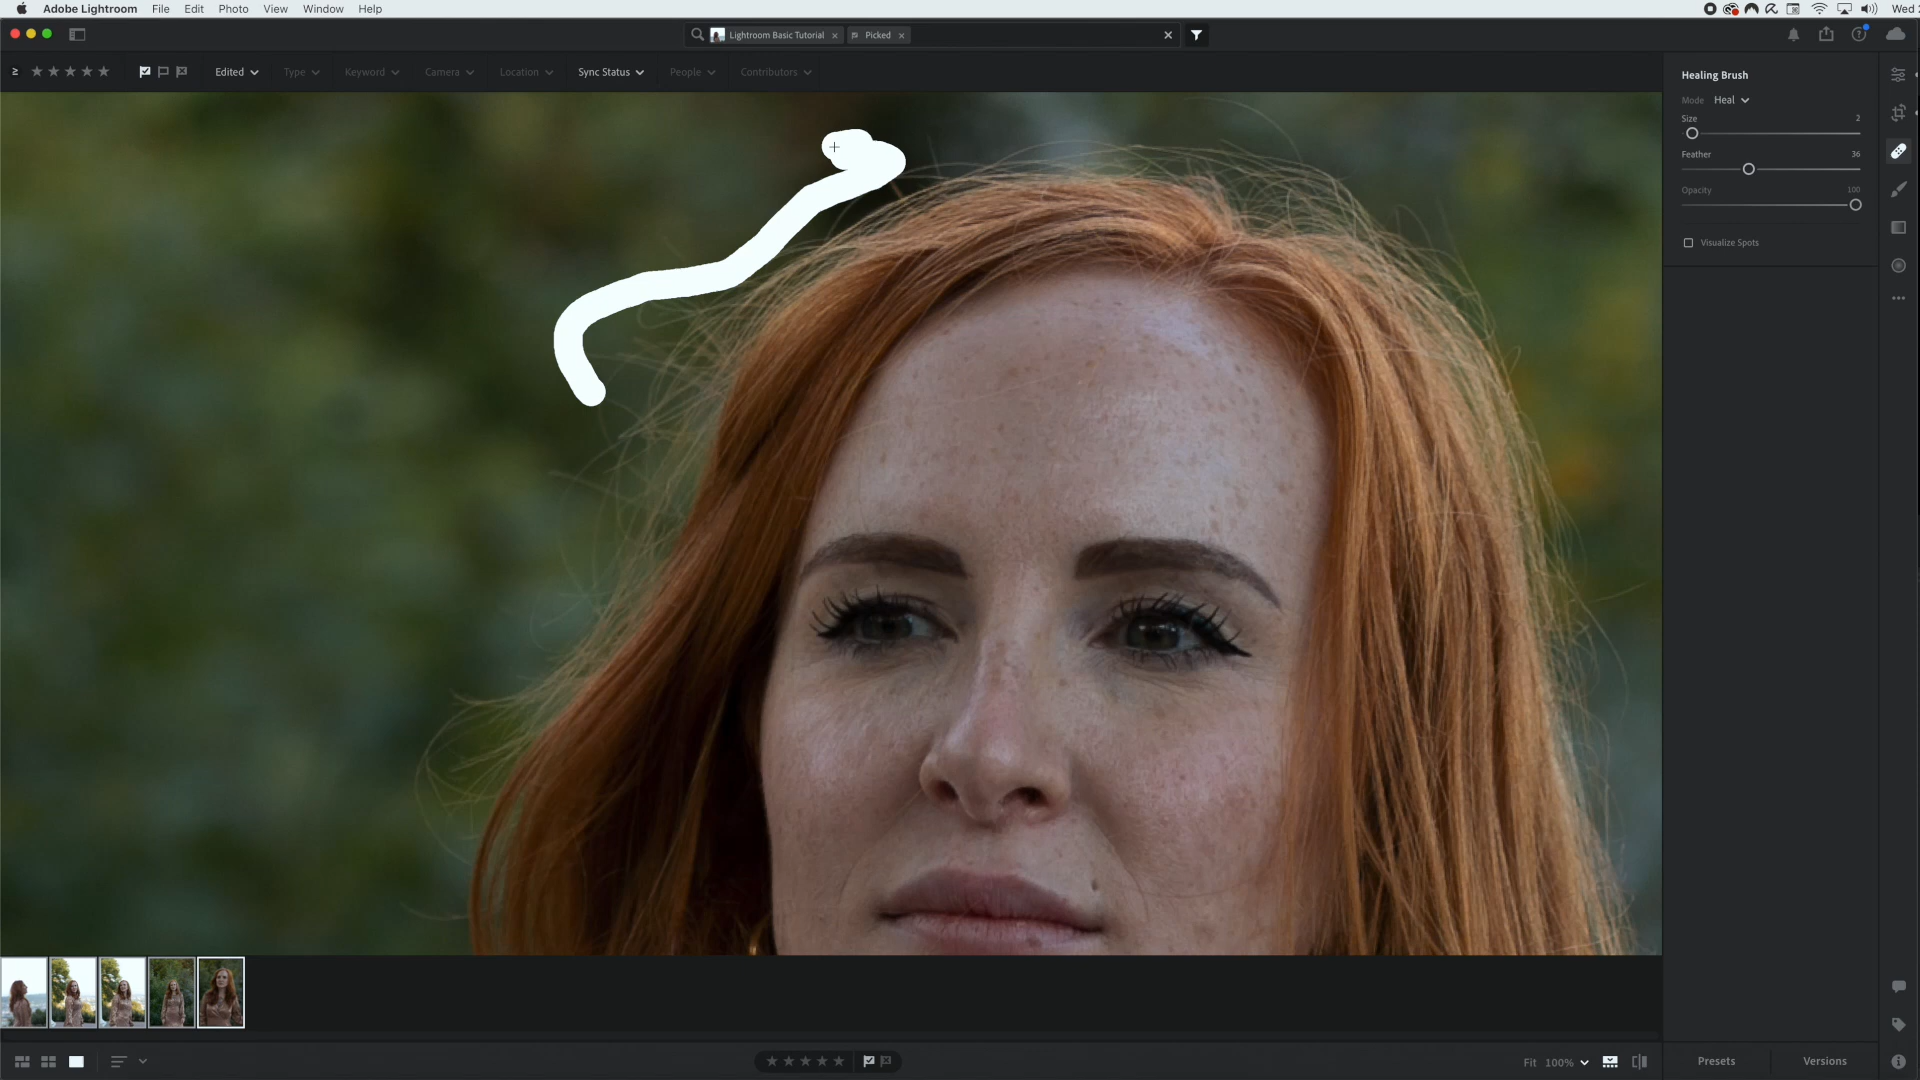 Adobe Lightroom File Edit Photo View Window Help Wed
Lightroom Basic Tutorial Picked
Edited Type Keyword Camera Location Sync Status People Contributors
Healing Brush
Mode Heal
Size 2
Feather 36
Opacity 100
Visualize Spots
Fit 100% Presets Versions